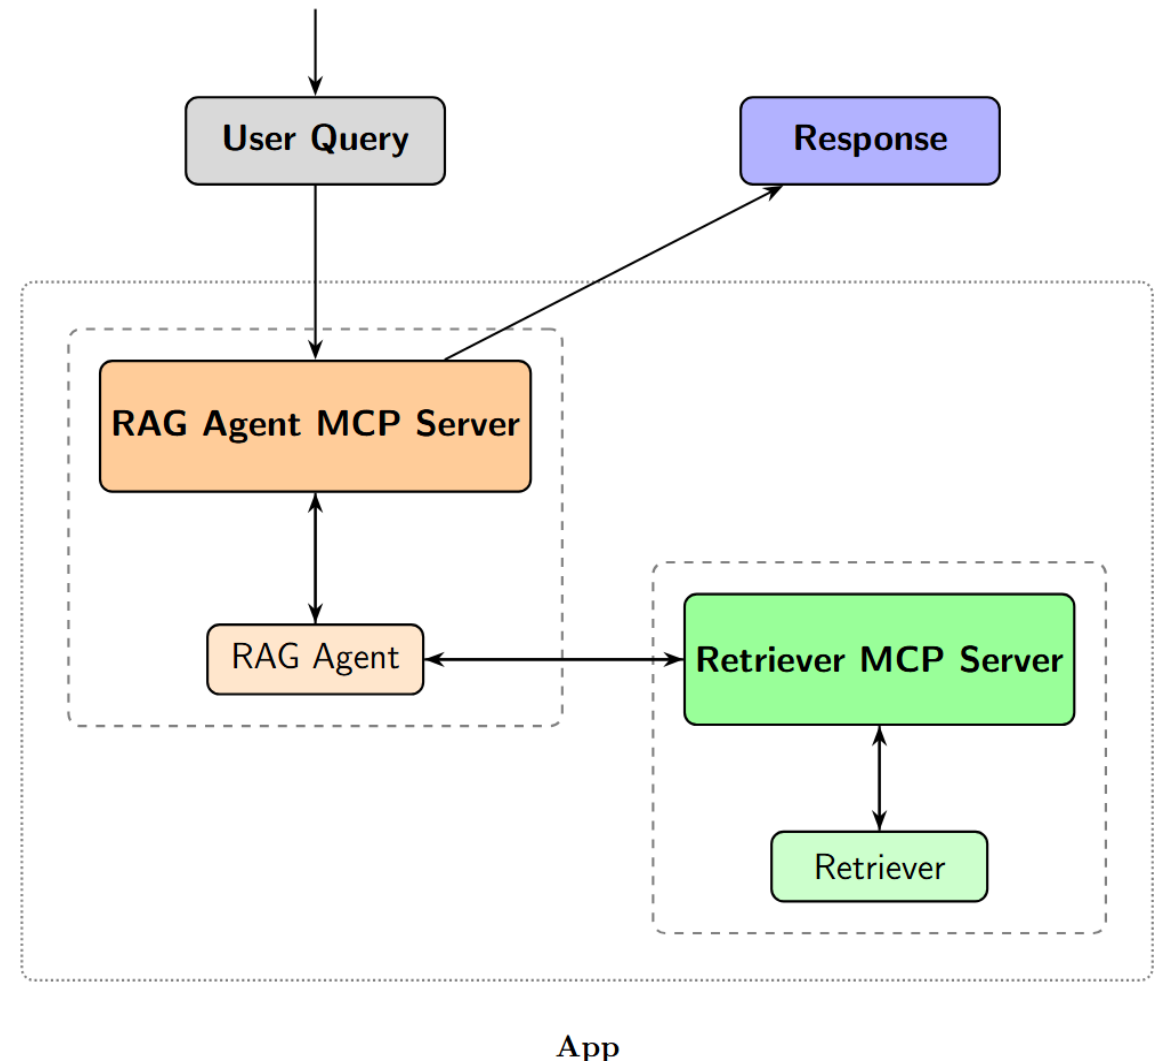 User Query
Response
RAG Agent MCP Server
RAG Agent
Retriever MCP Server
Retriever
App